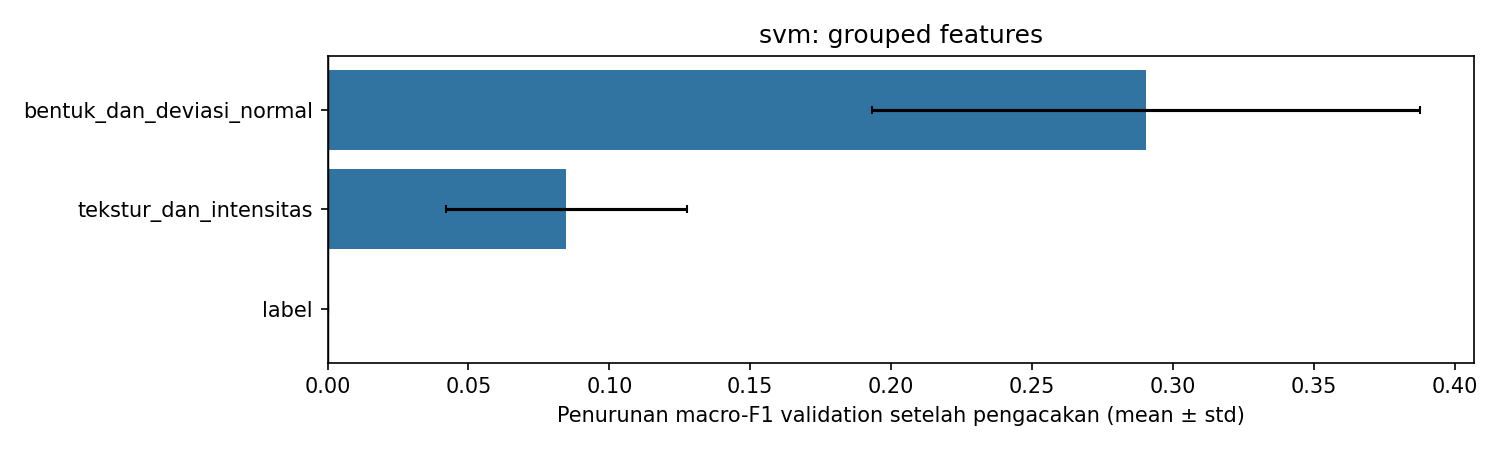 svm: grouped features
bentuk_dan_deviasi_normal
tekstur_dan_intensitas
label
0.00 0.05 0.10 0.15 0.20 0.25 0.30 0.35 0.40
Penurunan macro-F1 validation setelah pengacakan (mean ± std)